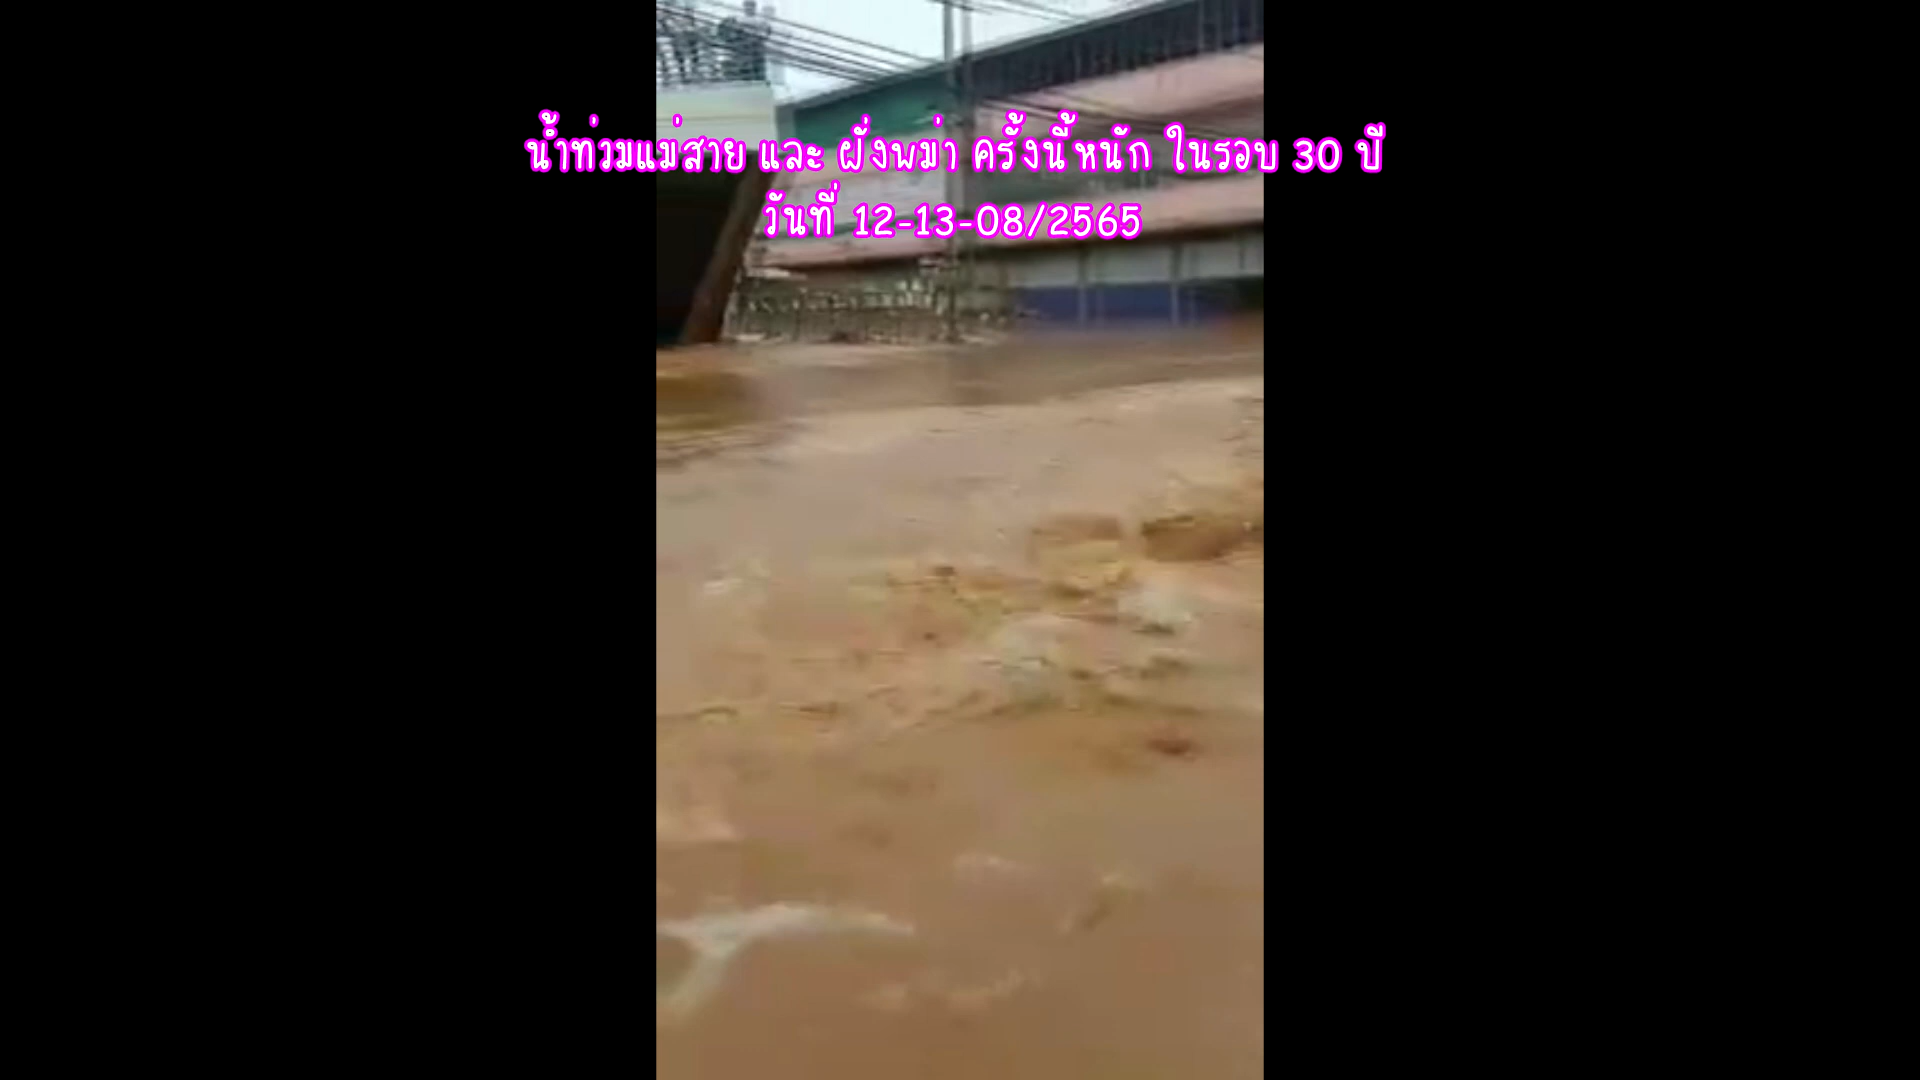 น้ำท่วมแม่สาย และ ฝั่งพม่า ครั้งนี้หนัก ในรอบ 30 ปี
วันที่ 12-13-08/2565